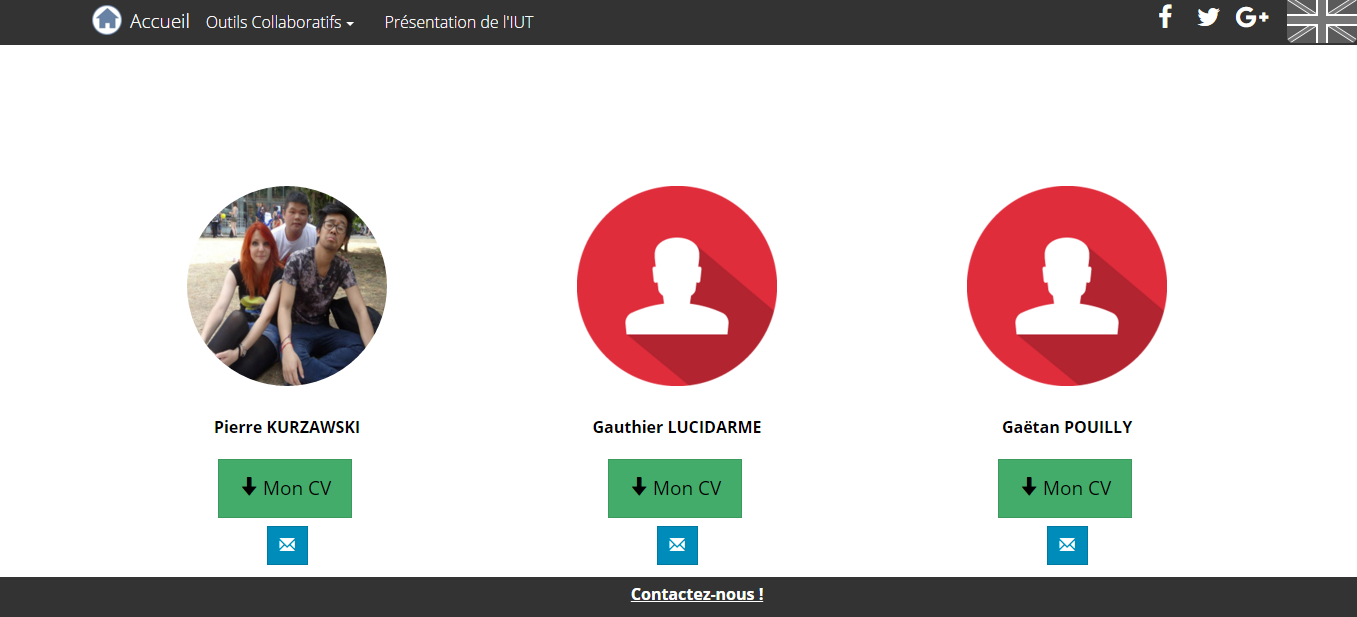 Accueil Outils Collaboratifs Présentation de l'IUT G+
Pierre KURZAWSKI Gauthier LUCIDARME Gaëtan POUILLY
Mon CV Mon CV Mon CV
Contactez-nous !